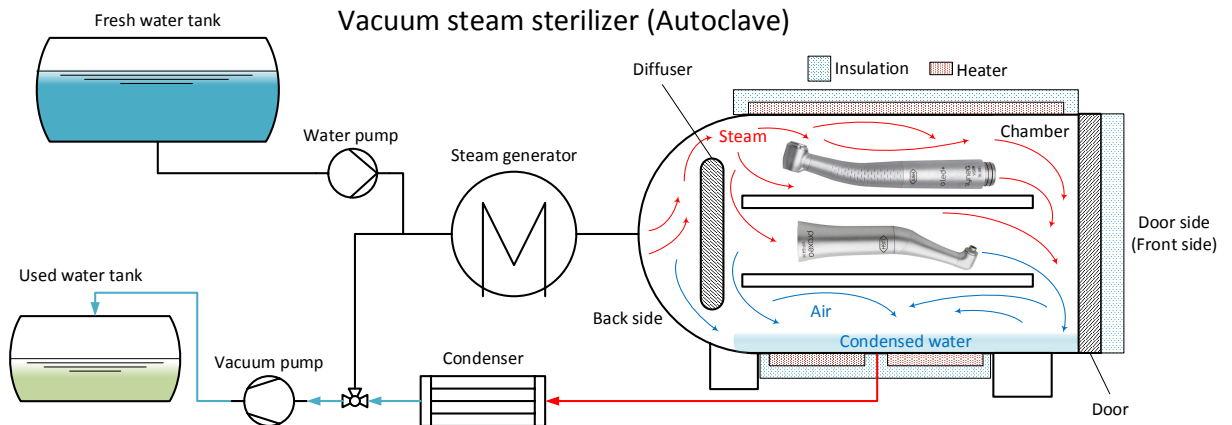 Vacuum steam sterilizer (Autoclave)
Fresh water tank
Diffuser
Insulation
Heater
Water pump
Steam generator
Steam
Chamber
Door side
(Front side)
Used water tank
Back side
Air
Condensed water
Vacuum pump
Condenser
Door